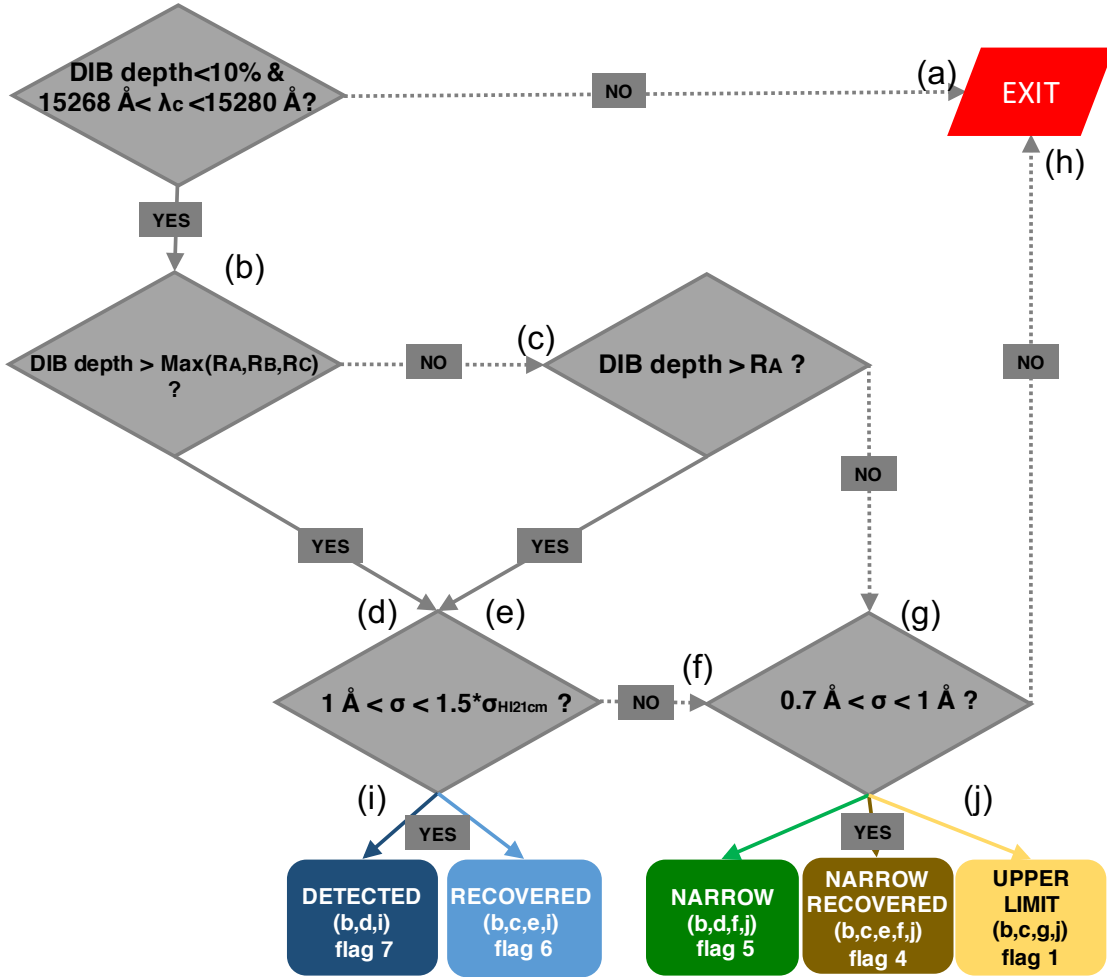 DIB depth<10% &
15268 Å< λc <15280 Å?
NO
(a)
EXIT
(h)
YES
(b)
DIB depth > Max(RA,RB,RC)
?
NO
(c)
DIB depth > RA ?
NO
NO
YES
YES
(d)
(e)
(g)
1 Å < σ < 1.5*σHI21cm ?
NO
(f)
0.7 Å < σ < 1 Å ?
(i)
YES
YES
(j)
DETECTED
(b,d,i)
flag 7
RECOVERED
(b,c,e,i)
flag 6
NARROW
(b,d,f,j)
flag 5
NARROW
RECOVERED
(b,c,e,f,j)
flag 4
UPPER
LIMIT
(b,c,g,j)
flag 1